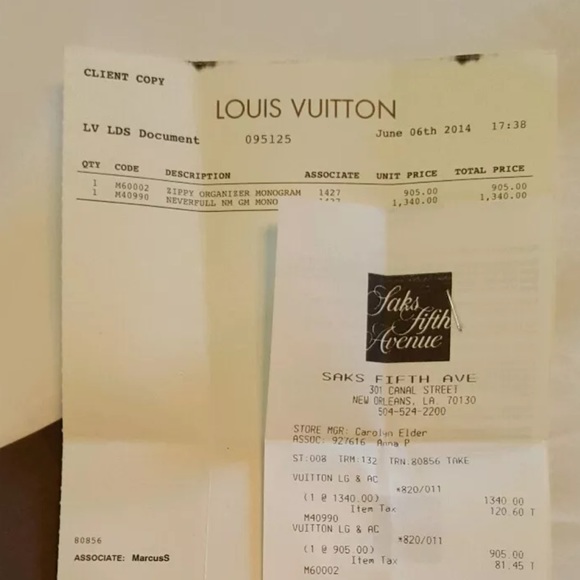 CLIENT COPY
LOUIS VUITTON
LV LDS Document 095125 June 06th 2014 17:38
QTY CODE DESCRIPTION ASSOCIATE UNIT PRICE TOTAL PRICE
1 M60002 ZIPPY ORGANIZER MONOGRAM 1427 905.00 905.00
1 M40990 NEVERFULL NM GM MONO 1427 1,340.00 1,340.00
Saks
Fifth
Avenue
SAKS FIFTH AVE
301 CANAL STREET
NEW ORLEANS, LA. 70130
504-524-2200
STORE MGR: Carolyn Elder
ASSOC: 927616 Anna P
ST:008 TRM:132 TRN:80856 TAKE
VUITTON LG & AC
*820/011
(1 @ 1340.00) 1340.00
Item Tax 120.60 T
M40990
VUITTON LG & AC
*820/011
(1 @ 905.00) 905.00
Item Tax 81.45 T
M60002
80856
ASSOCIATE: MarcusS